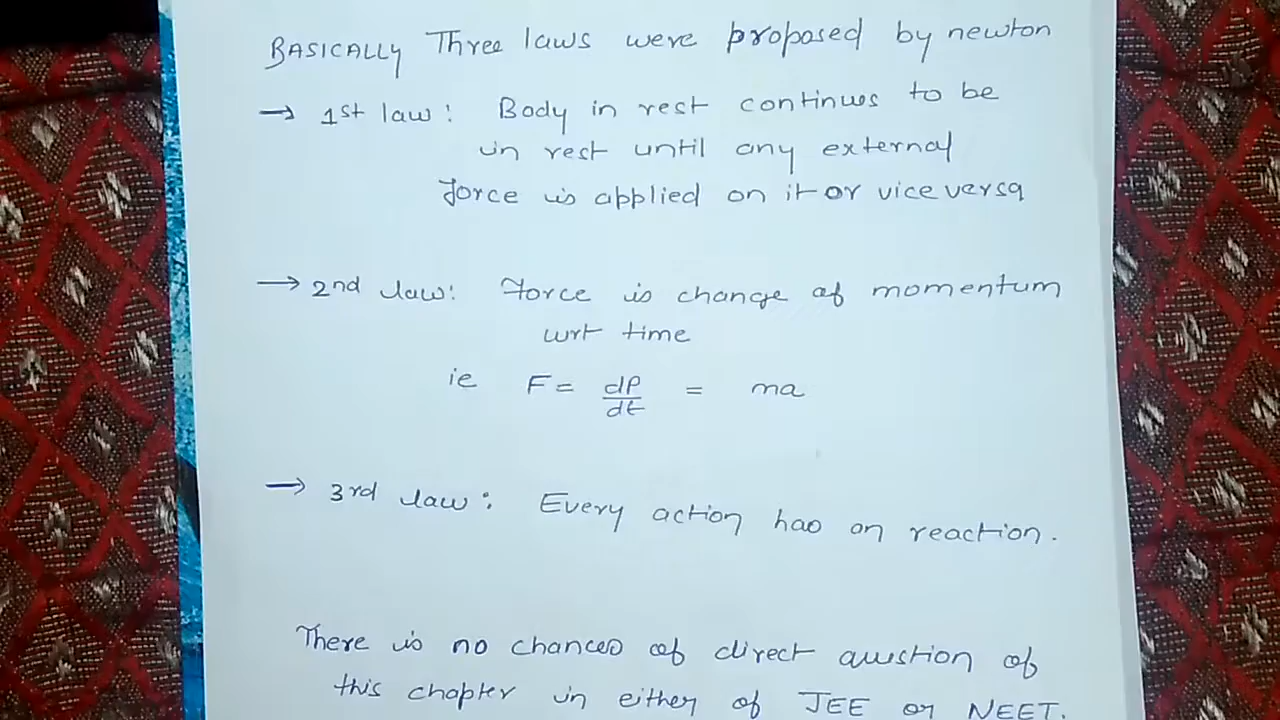 BASICALLY Three laws were proposed by newton
→ 1st law: Body in rest continus to be
in rest until any external
force is applied on it or vice versa
→ 2nd law: Force is change of momentum
wrt time
ie F = dP/dt = ma
→ 3rd law: Every action has an reaction.
There is no chances of direct question of
this chapter in either of JEE or NEET.